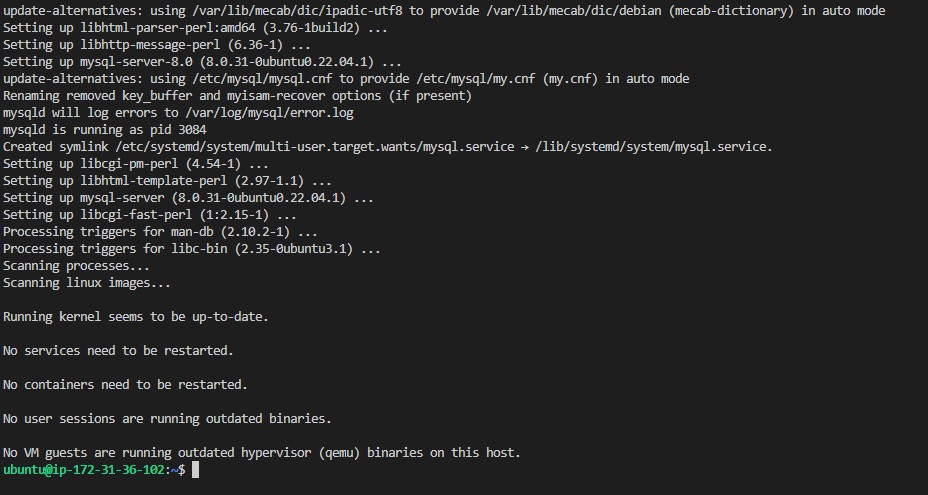 update-alternatives: using /var/lib/mecab/dic/ipadic-utf8 to provide /var/lib/mecab/dic/debian (mecab-dictionary) in auto mode
Setting up libhtml-parser-perl:amd64 (3.76-1build2) ...
Setting up libhttp-message-perl (6.36-1) ...
Setting up mysql-server-8.0 (8.0.31-0ubuntu0.22.04.1) ...
update-alternatives: using /etc/mysql/mysql.cnf to provide /etc/mysql/my.cnf (my.cnf) in auto mode
Renaming removed key_buffer and myisam-recover options (if present)
mysqld will log errors to /var/log/mysql/error.log
mysqld is running as pid 3084
Created symlink /etc/systemd/system/multi-user.target.wants/mysql.service → /lib/systemd/system/mysql.service.
Setting up libcgi-pm-perl (4.54-1) ...
Setting up libhtml-template-perl (2.97-1.1) ...
Setting up mysql-server (8.0.31-0ubuntu0.22.04.1) ...
Setting up libcgi-fast-perl (1:2.15-1) ...
Processing triggers for man-db (2.10.2-1) ...
Processing triggers for libc-bin (2.35-0ubuntu3.1) ...
Scanning processes...
Scanning linux images...
Running kernel seems to be up-to-date.
No services need to be restarted.
No containers need to be restarted.
No user sessions are running outdated binaries.
No VM guests are running outdated hypervisor (qemu) binaries on this host.
ubuntu@ip-172-31-36-102:~$